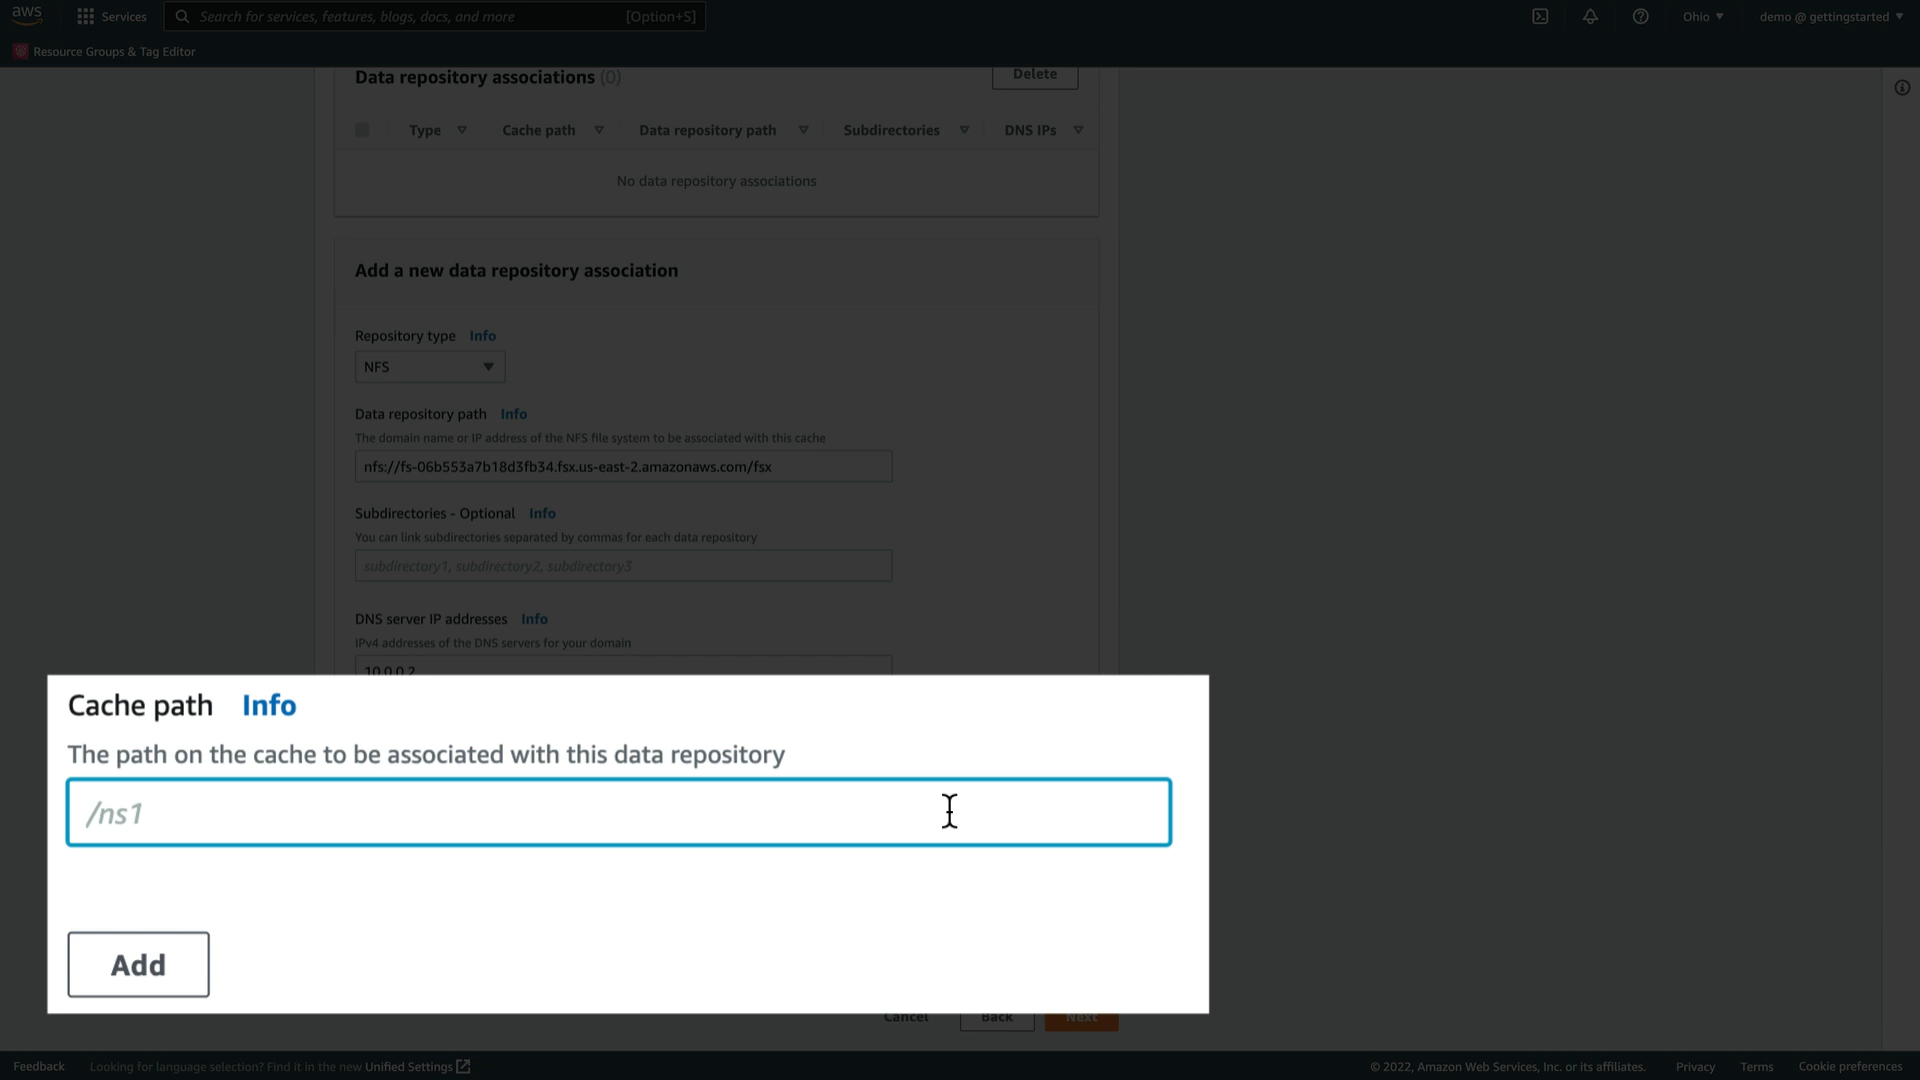 aws
Services
Search for services, features, blogs, docs, and more [Option+S]
Ohio
demo @ gettingstarted
Resource Groups & Tag Editor
Data repository associations (0)
Delete
Type Cache path Data repository path Subdirectories DNS IPs
No data repository associations
Add a new data repository association
Repository type Info
NFS
Data repository path Info
The domain name or IP address of the NFS file system to be associated with this cache
nfs://fs-06b553a7b18d3fb34.fsx.us-east-2.amazonaws.com/fsx
Subdirectories - Optional Info
You can link subdirectories separated by commas for each data repository
subdirectory1, subdirectory2, subdirectory3
DNS server IP addresses Info
IPv4 addresses of the DNS servers for your domain
10.0.0.2
Cache path Info
The path on the cache to be associated with this data repository
/ns1
Add
Cancel Back Next
Feedback Looking for language selection? Find it in the new Unified Settings
© 2022, Amazon Web Services, Inc. or its affiliates. Privacy Terms Cookie preferences